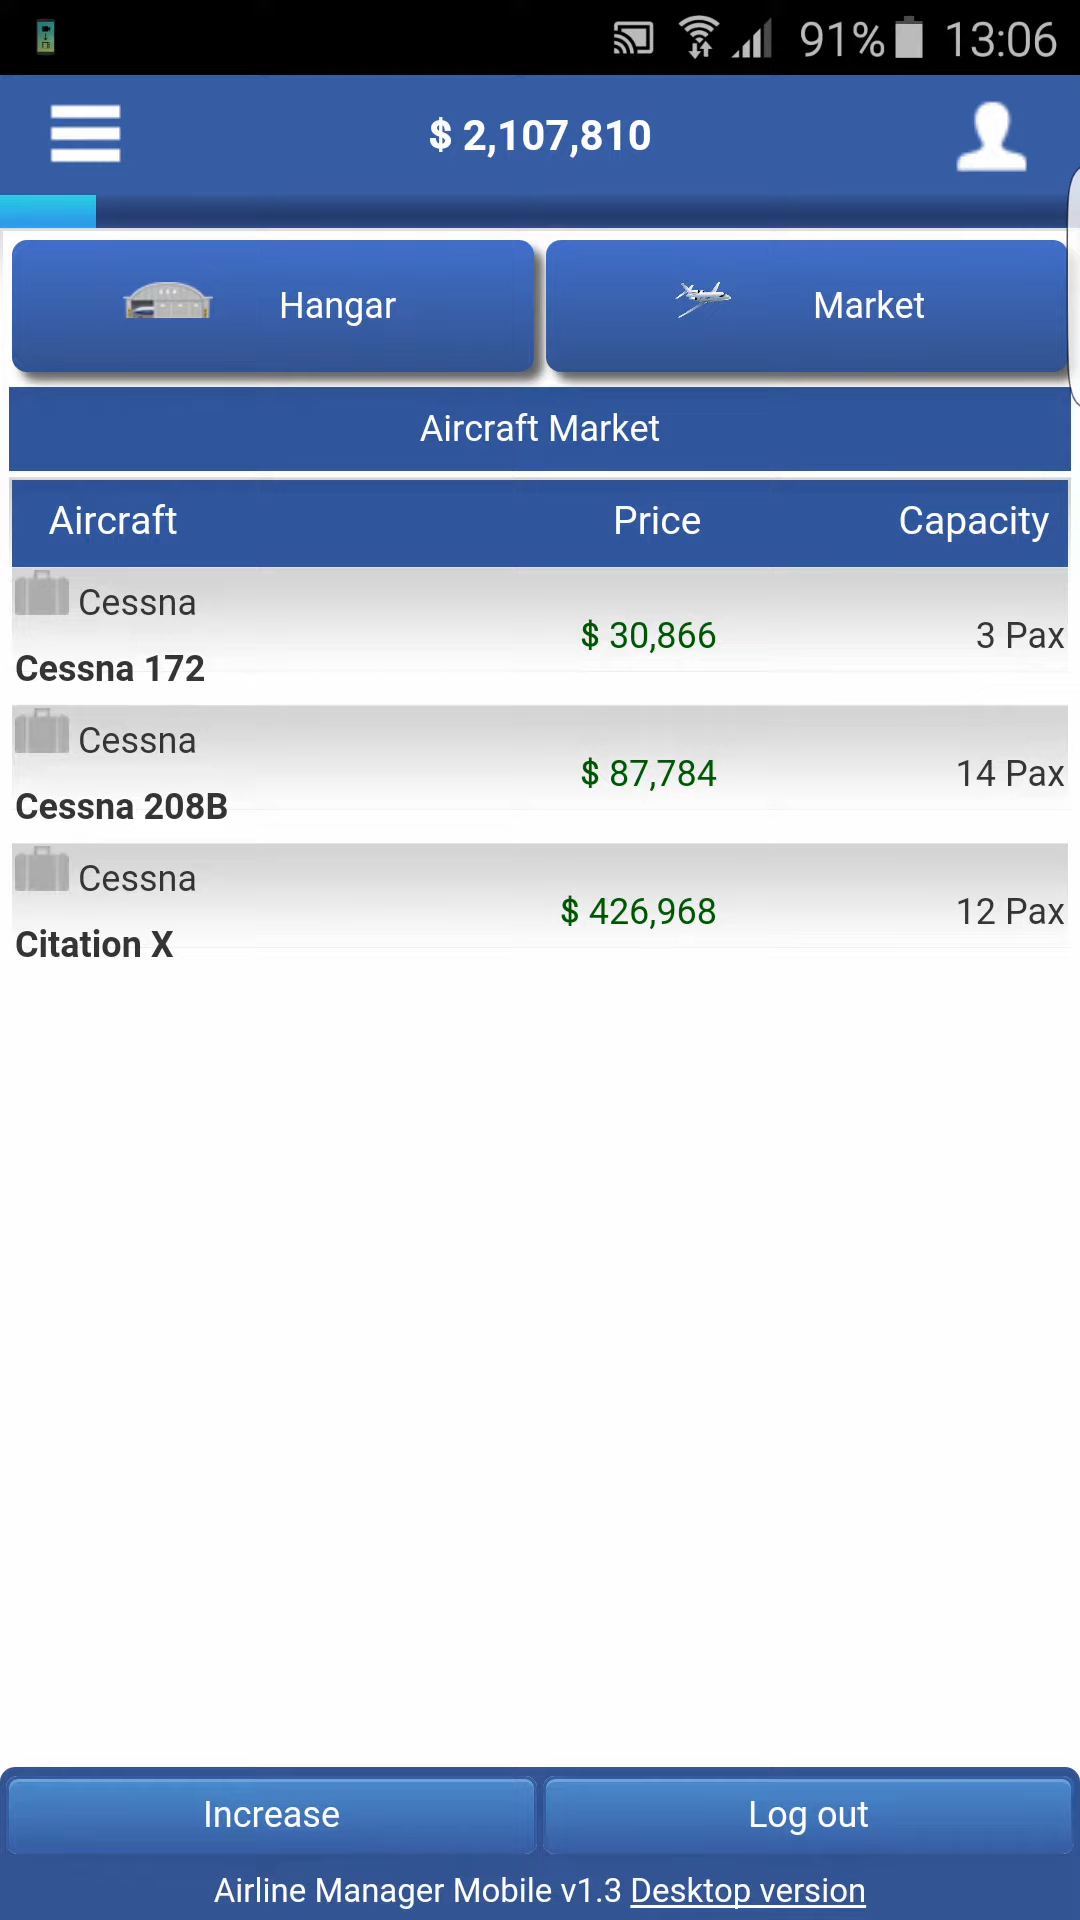 91% 13:06
$ 2,107,810
Hangar Market
Aircraft Market
Aircraft Price Capacity
Cessna
Cessna 172 $ 30,866 3 Pax
Cessna
Cessna 208B $ 87,784 14 Pax
Cessna
Citation X $ 426,968 12 Pax
Increase Log out
Airline Manager Mobile v1.3 Desktop version